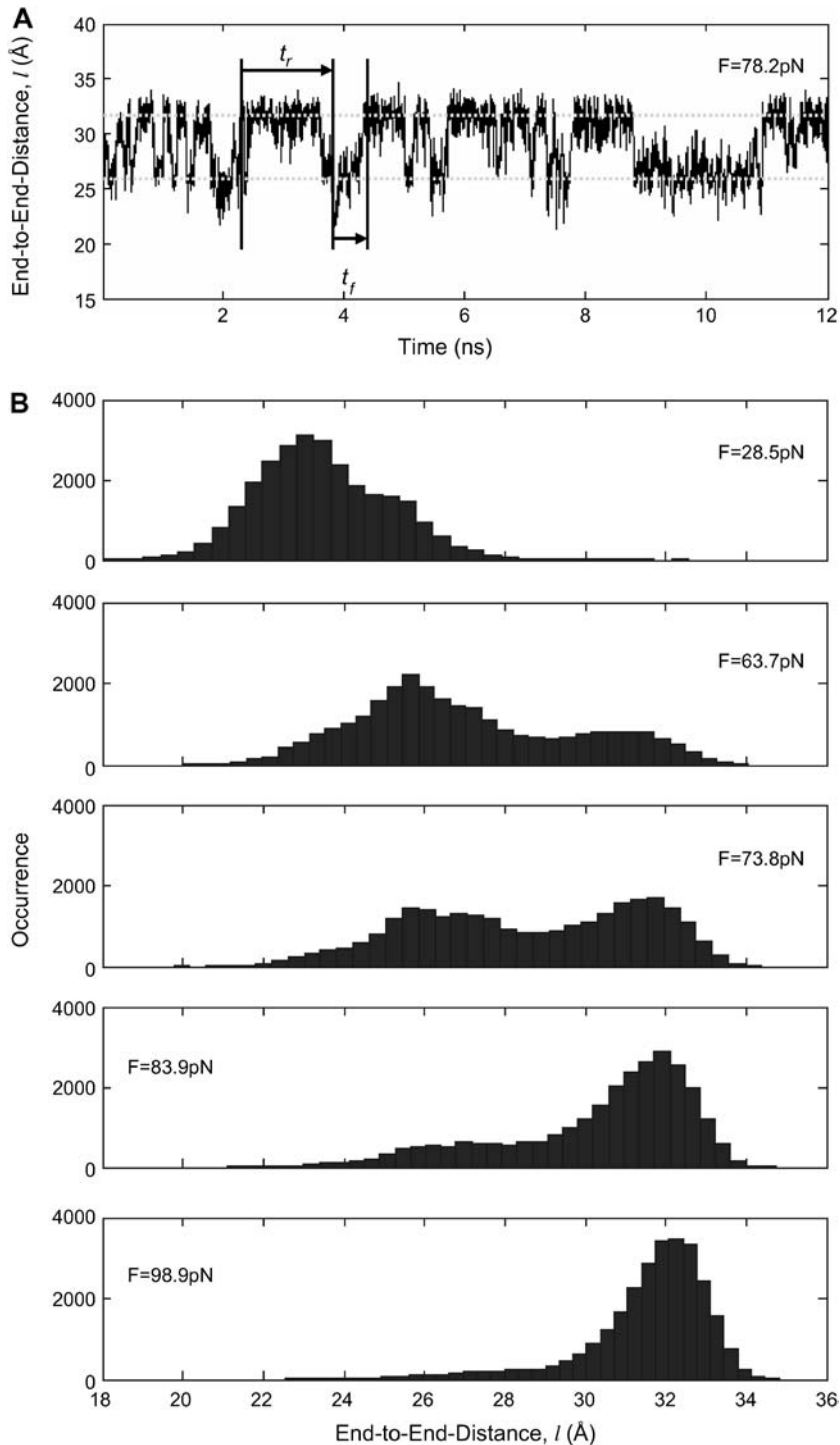 A
End-to-End-Distance, l (Å)
40
35
30
25
20
15
t_r
t_f
F=78.2pN
2 4 6 8 10 12
Time (ns)
B
Occurrence
4000
2000
0
F=28.5pN
4000
2000
0
F=63.7pN
4000
2000
0
F=73.8pN
4000
2000
0
F=83.9pN
4000
2000
0
F=98.9pN
18 20 22 24 26 28 30 32 34 36
End-to-End-Distance, l (Å)